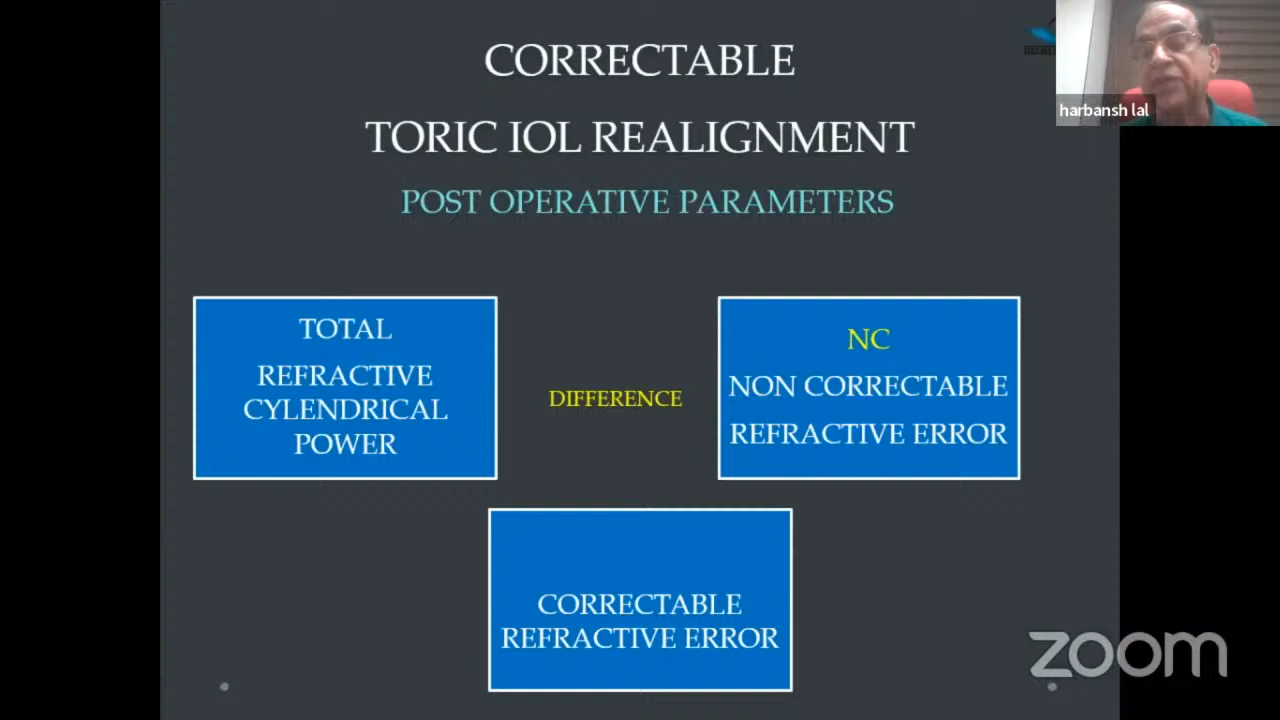 CORRECTABLE
TORIC IOL REALIGNMENT
POST OPERATIVE PARAMETERS
harbansh lal
TOTAL
REFRACTIVE
CYLENDRICAL
POWER
DIFFERENCE
NC
NON CORRECTABLE
REFRACTIVE ERROR
CORRECTABLE
REFRACTIVE ERROR
zoom